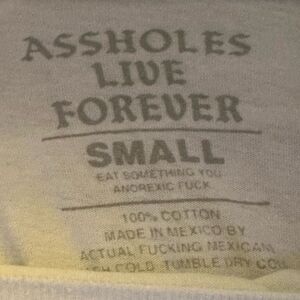 ASSHOLES
LIVE
FOREVER
SMALL
EAT SOMETHING YOU
ANOREXIC FUCK
100% COTTON
MADE IN MEXICO BY
ACTUAL FUCKING MEXICAN
COLD TUMBLE DRY